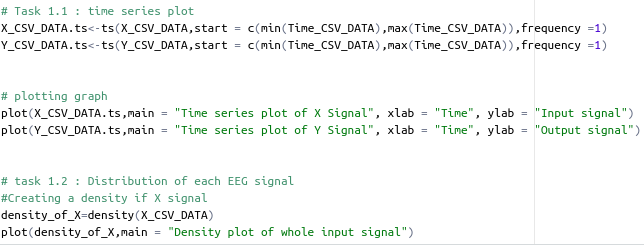 # Task 1.1 : time series plot
X_CSV_DATA.ts<-ts(X_CSV_DATA,start = c(min(Time_CSV_DATA),max(Time_CSV_DATA)),frequency =1)
Y_CSV_DATA.ts<-ts(Y_CSV_DATA,start = c(min(Time_CSV_DATA),max(Time_CSV_DATA)),frequency =1)
# plotting graph
plot(X_CSV_DATA.ts,main = "Time series plot of X Signal", xlab = "Time", ylab = "Input signal")
plot(Y_CSV_DATA.ts,main = "Time series plot of Y Signal", xlab = "Time", ylab = "Output signal")
# task 1.2 : Distribution of each EEG signal
#Creating a density if X signal
density_of_X=density(X_CSV_DATA)
plot(density_of_X,main = "Density plot of whole input signal")